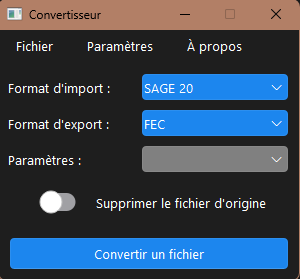 Convertisseur
Fichier Paramètres À propos
Format d'import : SAGE 20
Format d'export : FEC
Paramètres :
Supprimer le fichier d'origine
Convertir un fichier